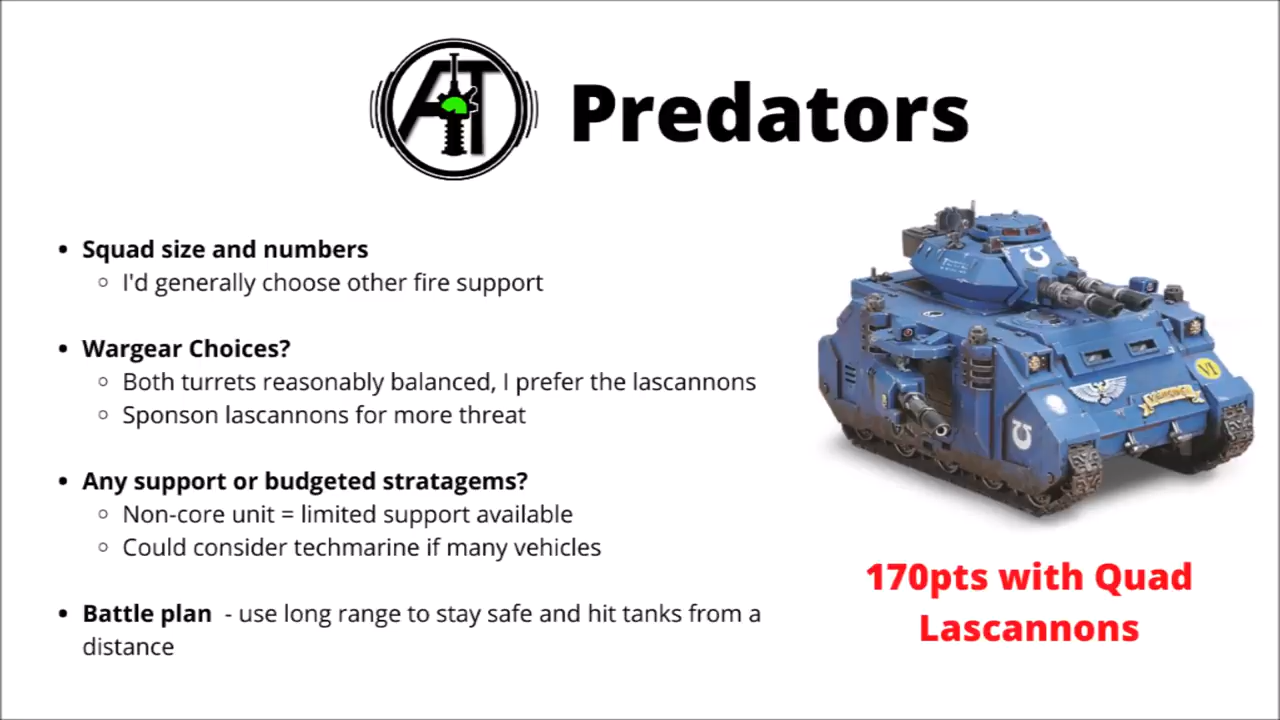 AT
Predators
• Squad size and numbers
◦ I'd generally choose other fire support
• Wargear Choices?
◦ Both turrets reasonably balanced, I prefer the lascannons
◦ Sponson lascannons for more threat
• Any support or budgeted stratagems?
◦ Non-core unit = limited support available
◦ Could consider techmarine if many vehicles
• Battle plan - use long range to stay safe and hit tanks from a
distance
VI
170pts with Quad
Lascannons